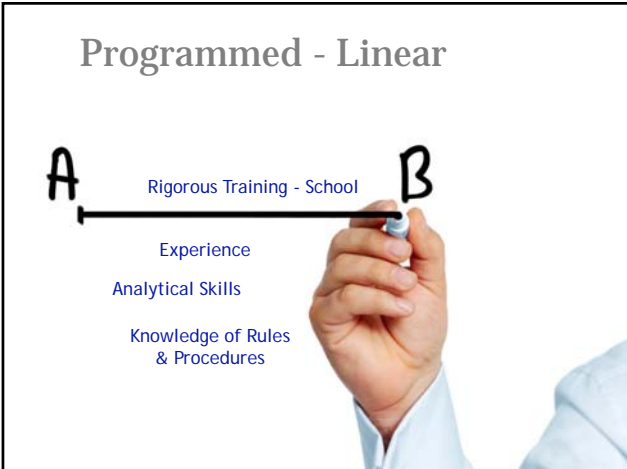 Programmed - Linear
A
B
Rigorous Training - School
Experience
Analytical Skills
Knowledge of Rules
& Procedures